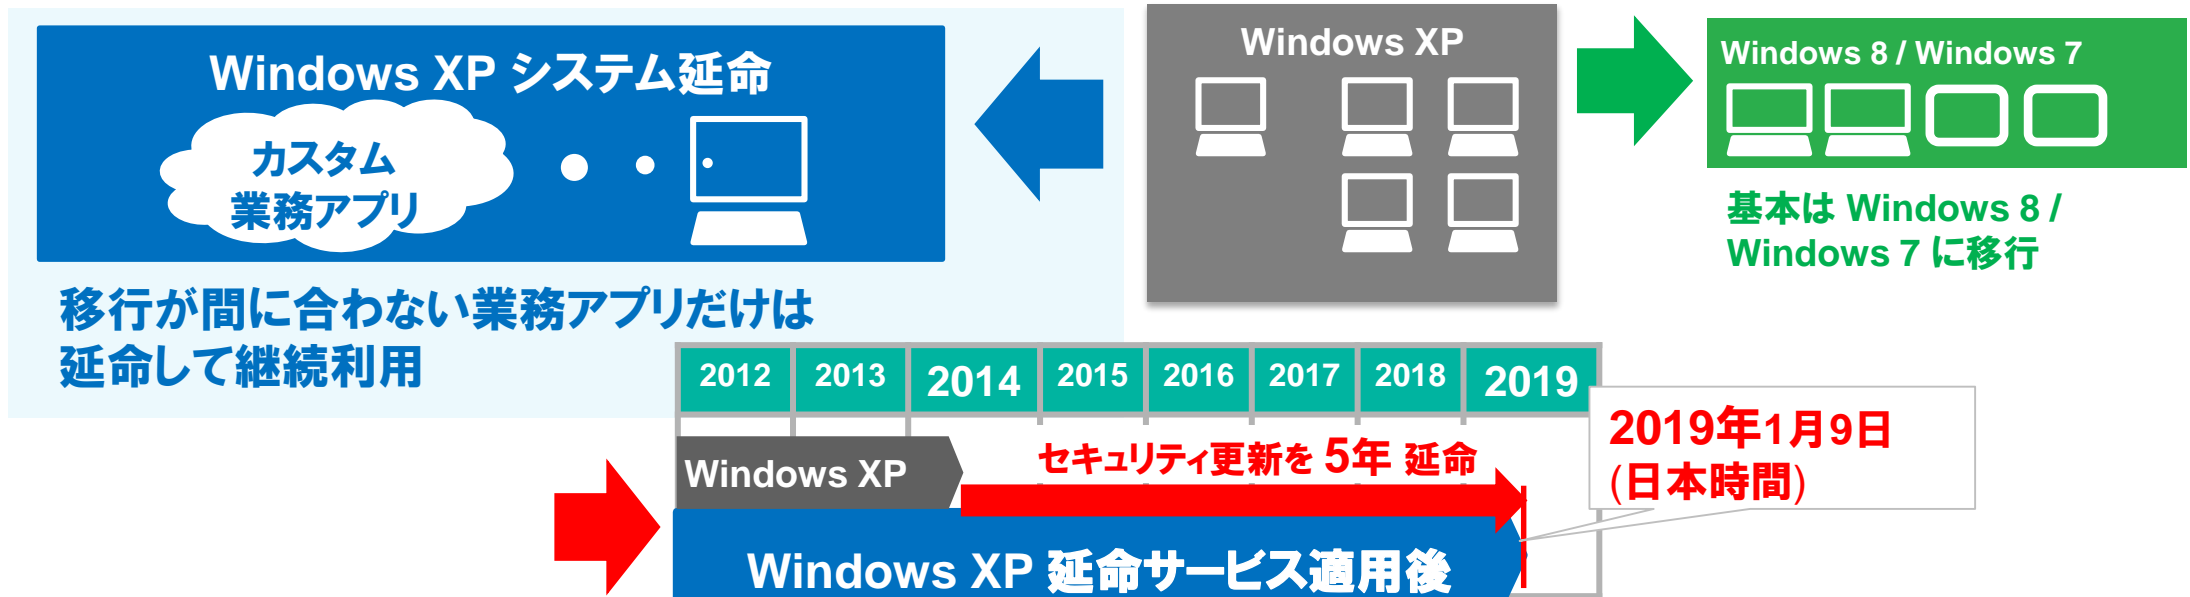 Windows XP システム延命
カスタム
業務アプリ
移行が間に合わない業務アプリだけは
延命して継続利用
Windows XP
Windows 8 / Windows 7
基本は Windows 8 /
Windows 7 に移行
2012 2013 2014 2015 2016 2017 2018 2019
Windows XP
セキュリティ更新を 5年 延命
2019年1月9日
(日本時間)
Windows XP 延命サービス適用後